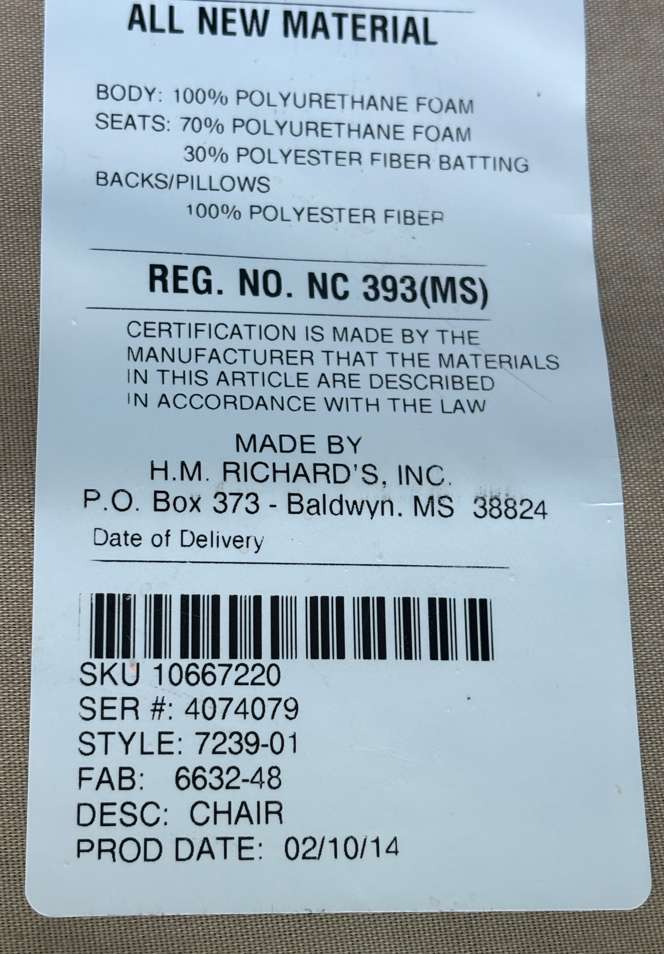 ALL NEW MATERIAL
BODY: 100% POLYURETHANE FOAM
SEATS: 70% POLYURETHANE FOAM
30% POLYESTER FIBER BATTING
BACKS/PILLOWS
100% POLYESTER FIBER
REG. NO. NC 393(MS)
CERTIFICATION IS MADE BY THE
MANUFACTURER THAT THE MATERIALS
IN THIS ARTICLE ARE DESCRIBED
IN ACCORDANCE WITH THE LAW
MADE BY
H.M. RICHARD'S, INC.
P.O. Box 373 - Baldwyn. MS 38824
Date of Delivery
SKU 10667220
SER #: 4074079
STYLE: 7239-01
FAB: 6632-48
DESC: CHAIR
PROD DATE: 02/10/14